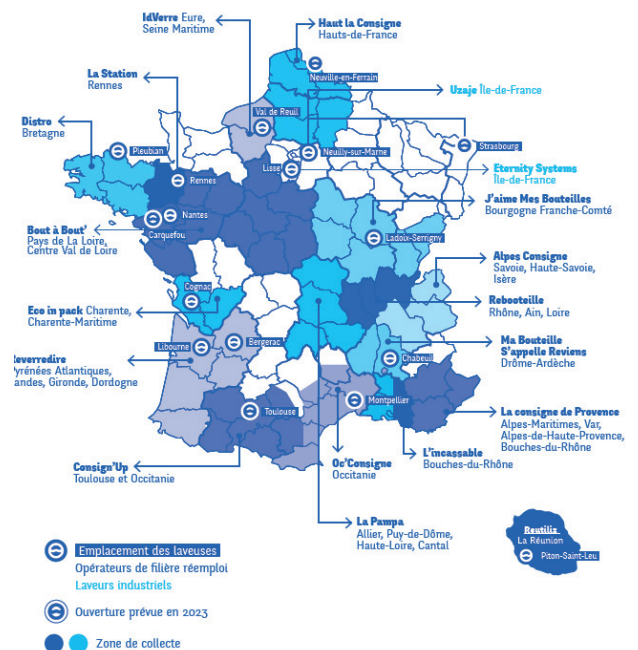 IdVerre Eure,
Seine Maritime
Haut la Consigne
Hauts-de-France
Neuville-en-Ferrain
La Station
Rennes
Uzaje Île-de-France
Val de Reuil
Distro
Bretagne
Pleubian
Strasbourg
Neuilly-sur-Marne
Lisse
Eternity Systems
Île-de-France
Rennes
J'aime Mes Bouteilles
Bourgogne Franche-Comté
Nantes
Carquefou
Bout à Bout'
Pays de La Loire,
Centre Val de Loire
Ladoix-Serrigny
Alpes Consigne
Savoie, Haute-Savoie,
Isère
Cognac
Rebooteille
Rhône, Ain, Loire
Eco in pack Charente,
Charente-Maritime
Ma Bouteille
S'appelle Reviens
Drôme-Ardèche
Libourne
Bergerac
Chabeuil
Reverredire
Pyrénées Atlantiques,
Landes, Gironde, Dordogne
Montpellier
Toulouse
La consigne de Provence
Alpes-Maritimes, Var,
Alpes-de-Haute-Provence,
Bouches-du-Rhône
Consign'Up
Toulouse et Occitanie
Oc'Consigne
Occitanie
L'incassable
Bouches-du-Rhône
La Pampa
Allier, Puy-de-Dôme,
Haute-Loire, Cantal
Reutiliz
La Réunion
Piton-Saint-Leu
Emplacement des laveuses
Opérateurs de filière réemploi
Laveurs industriels
Ouverture prévue en 2023
Zone de collecte